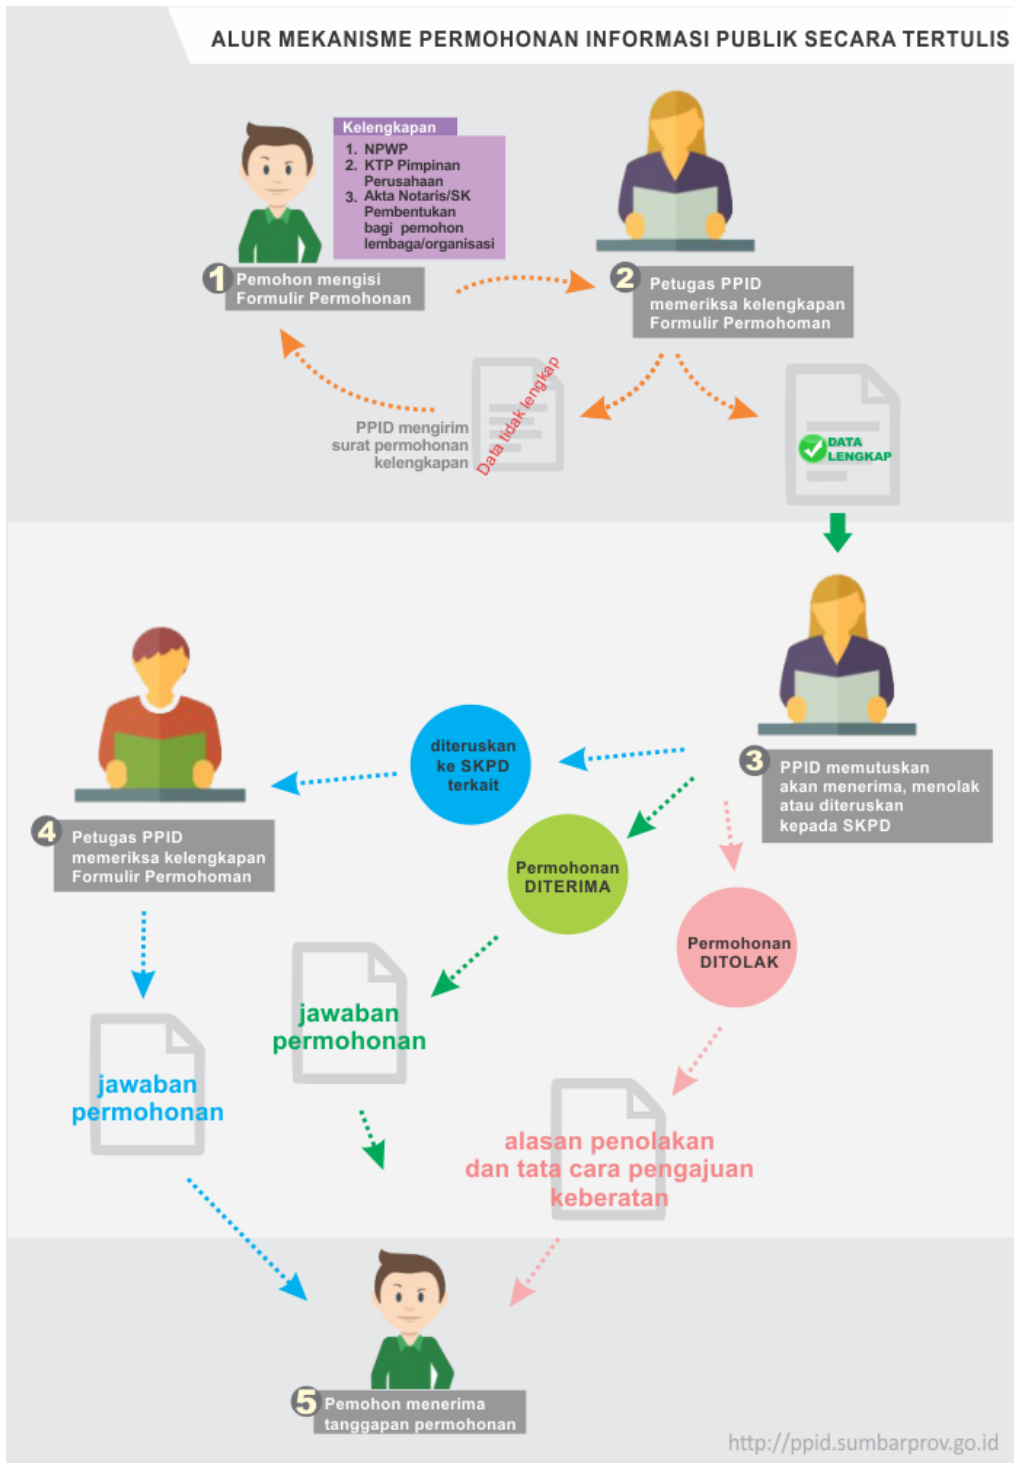 ALUR MEKANISME PERMOHONAN INFORMASI PUBLIK SECARA TERTULIS
Kelengkapan
1. NPWP
2. KTP Pimpinan
Perusahaan
3. Akta Notaris/SK
Pembentukan
bagi pemohon
lembaga/organisasi
1 Pemohon mengisi
Formulir Permohonan
2 Petugas PPID
memeriksa kelengkapan
Formulir Permohoman
PPID mengirim
surat permohonan
kelengkapan
Data tidak lengkap
DATA
LENGKAP
3 PPID memutuskan
akan menerima, menolak
atau diteruskan
kepada SKPD
diteruskan
ke SKPD
terkait
Permohonan
DITERIMA
Permohonan
DITOLAK
4 Petugas PPID
memeriksa kelengkapan
Formulir Permohoman
jawaban
permohonan
jawaban
permohonan
alasan penolakan
dan tata cara pengajuan
keberatan
5 Pemohon menerima
tanggapan permohonan
http://ppid.sumbarprov.go.id